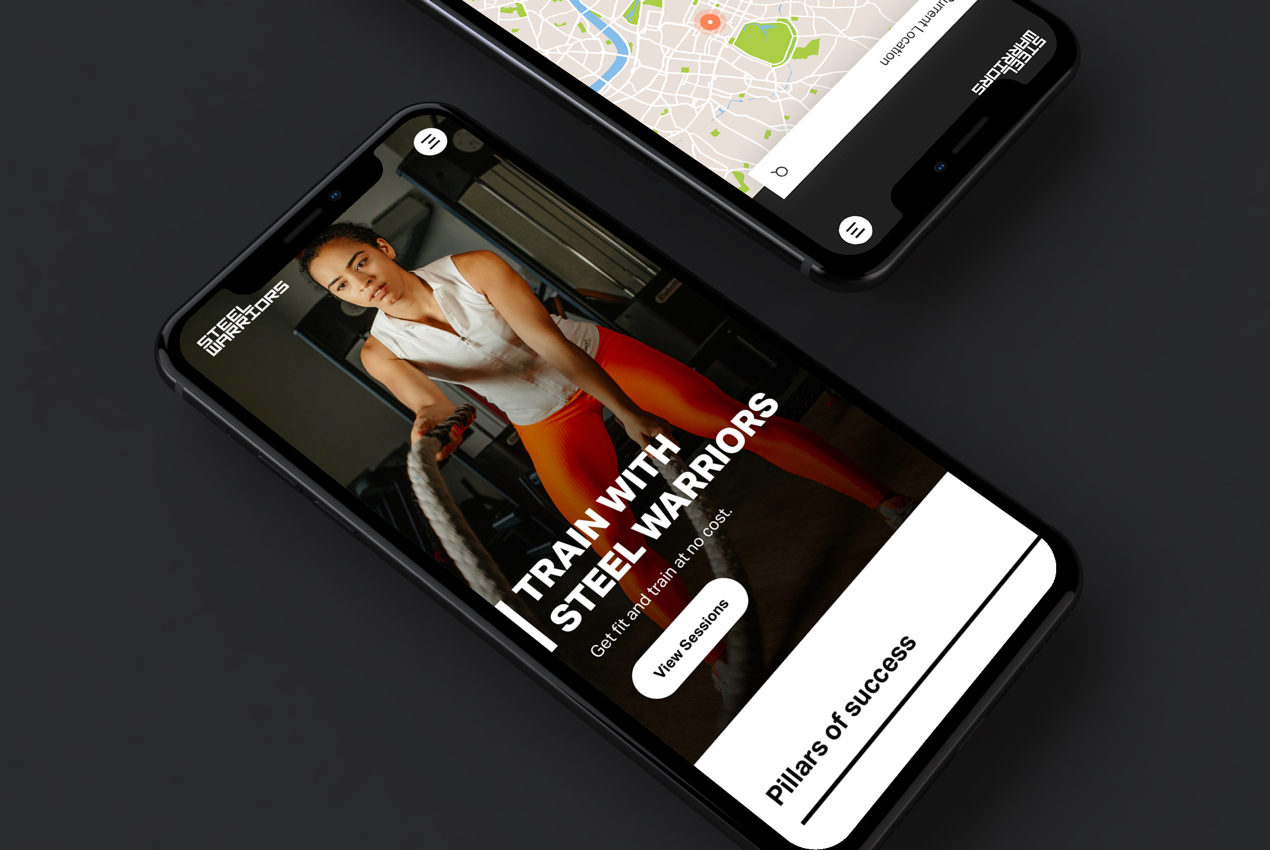 STEEL
WARRIORS
TRAIN WITH
STEEL WARRIORS
Get fit and train at no cost.
View Sessions
Pillars of success
Location
STEEL
WARRIORS